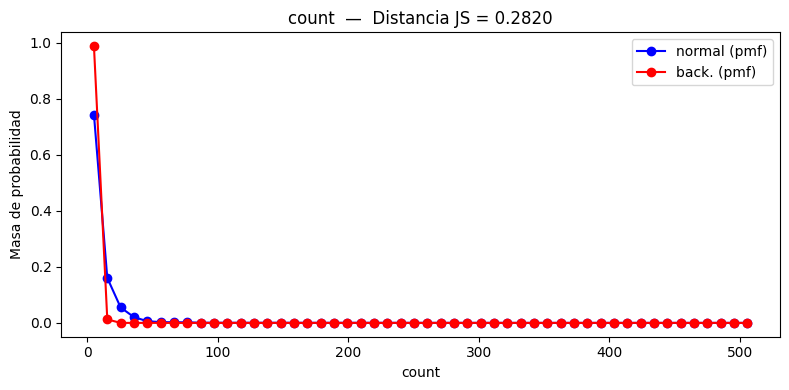 count — Distancia JS = 0.2820
normal (pmf)
back. (pmf)
Masa de probabilidad
1.0
0.8
0.6
0.4
0.2
0.0
0
100
200
300
400
500
count